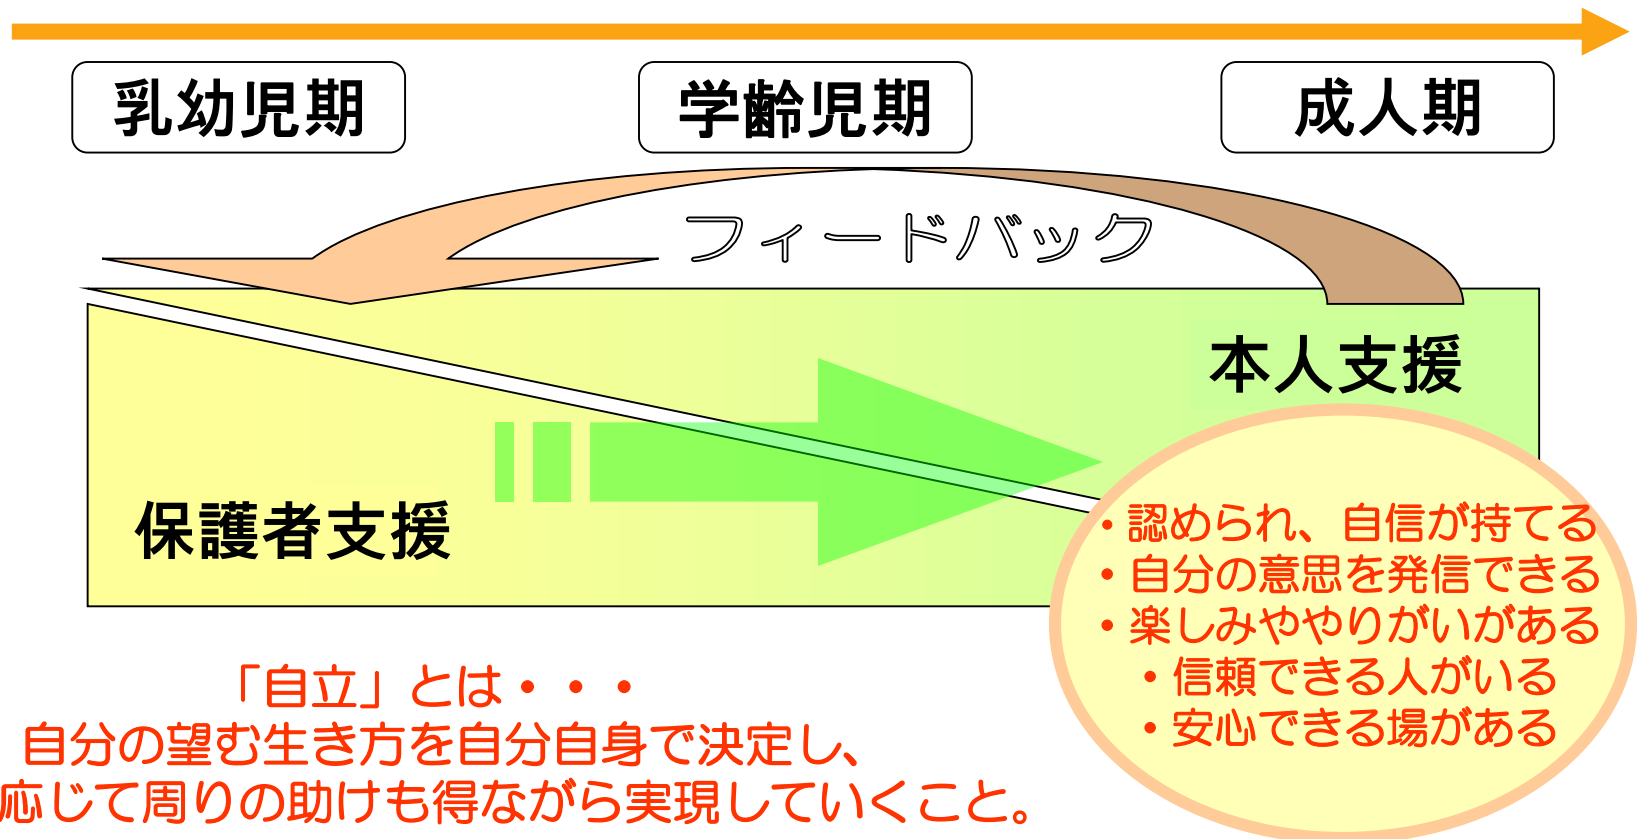 乳幼児期
学齢児期
成人期
フィードバック
本人支援
保護者支援
・認められ、自信が持てる
・自分の意思を発信できる
・楽しみややりがいがある
・信頼できる人がいる
・安心できる場がある
「自立」とは・・・
自分の望む生き方を自分自身で決定し、
応じて周りの助けも得ながら実現していくこと。